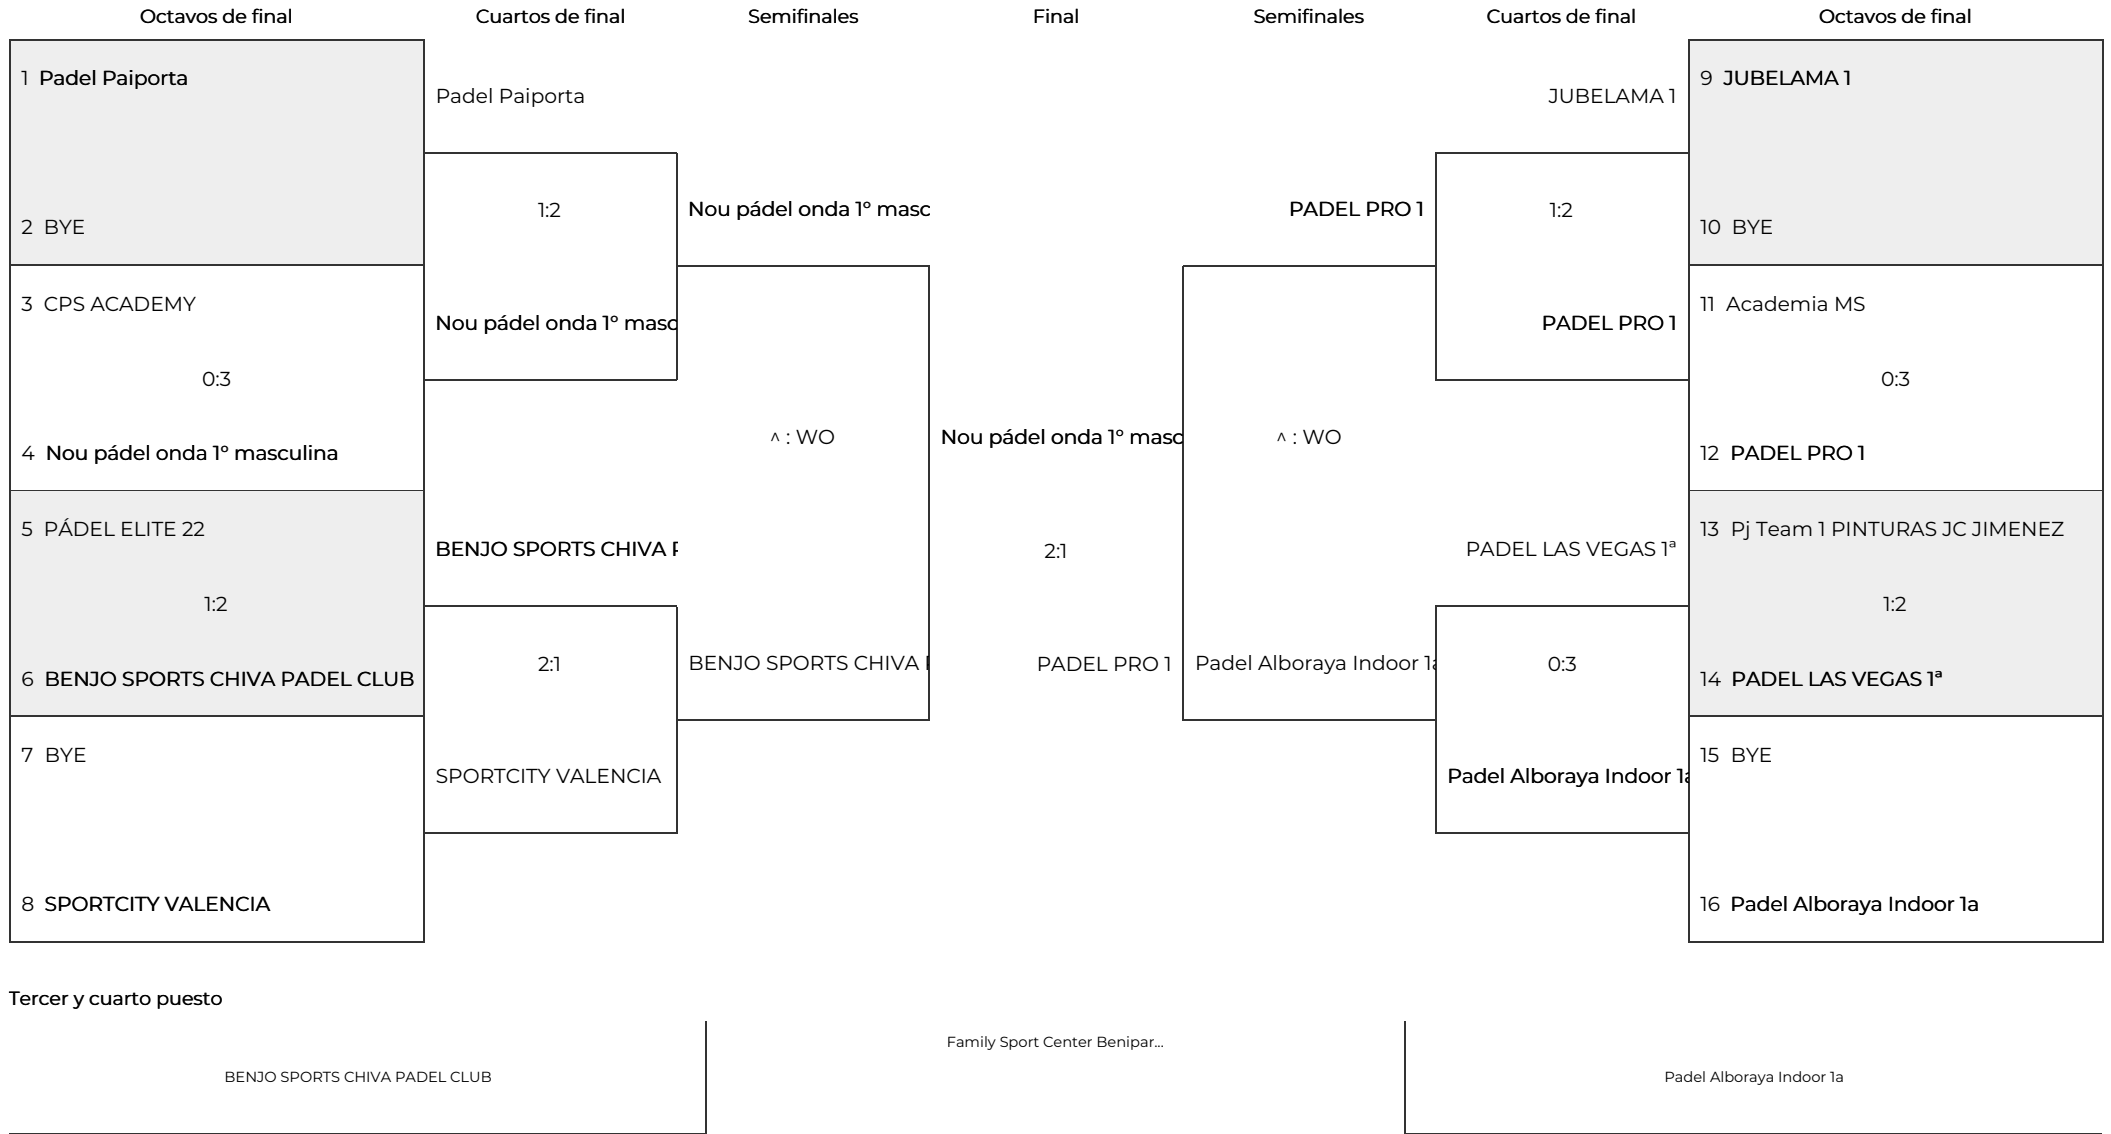 Octavos de final
Cuartos de final
Semifinales
Final
Semifinales
Cuartos de final
Octavos de final
1 Padel Paiporta
2 BYE
3 CPS ACADEMY
0:3
4 Nou pádel onda 1º masculina
5 PÁDEL ELITE 22
1:2
6 BENJO SPORTS CHIVA PADEL CLUB
7 BYE
8 SPORTCITY VALENCIA
Padel Paiporta
1:2
Nou pádel onda 1º masc
BENJO SPORTS CHIVA
2:1
SPORTCITY VALENCIA
Nou pádel onda 1º masc
^ : WO
BENJO SPORTS CHIVA
Nou pádel onda 1º masc
2:1
PADEL PRO 1
PADEL PRO 1
^ : WO
Padel Alboraya Indoor 1a
JUBELAMA 1
1:2
PADEL PRO 1
PADEL LAS VEGAS 1ª
0:3
Padel Alboraya Indoor 1a
9 JUBELAMA 1
10 BYE
11 Academia MS
0:3
12 PADEL PRO 1
13 Pj Team 1 PINTURAS JC JIMENEZ
1:2
14 PADEL LAS VEGAS 1ª
15 BYE
16 Padel Alboraya Indoor 1a
Tercer y cuarto puesto
BENJO SPORTS CHIVA PADEL CLUB
Family Sport Center Benipar...
Padel Alboraya Indoor 1a